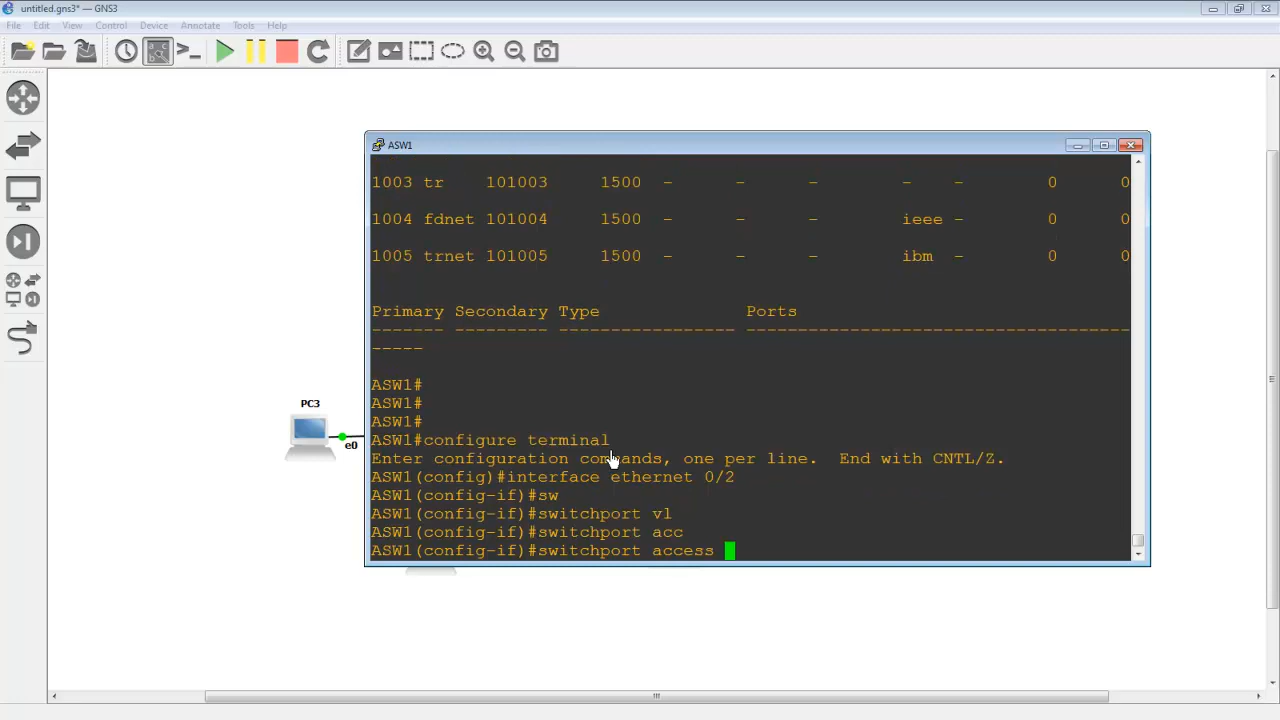 untitled.gns3* — GNS3
File Edit View Control Device Annotate Tools Help
ASW1
1003 tr 101003 1500 - - - - - 0 0
1004 fdnet 101004 1500 - - - ieee - 0 0
1005 trnet 101005 1500 - - - ibm - 0 0
Primary Secondary Type Ports
------- --------- ----------------- -------------------------------------
-----
ASW1#
ASW1#
ASW1#
ASW1#configure terminal
Enter configuration commands, one per line. End with CNTL/Z.
ASW1(config)#interface ethernet 0/2
ASW1(config-if)#sw
ASW1(config-if)#switchport vl
ASW1(config-if)#switchport acc
ASW1(config-if)#switchport access
PC3
e0